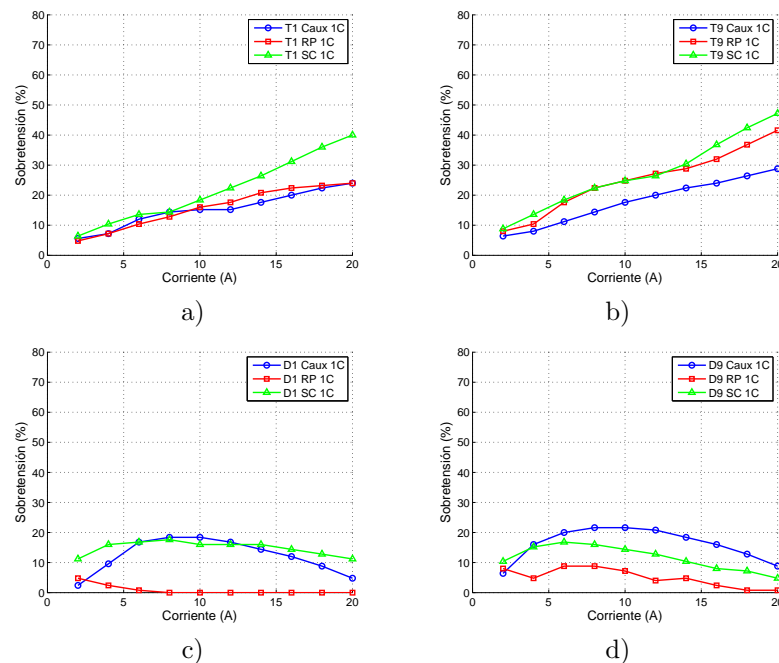 80
70
60
50
40
30
20
10
0
Sobretensión (%)
0
5
10
15
20
Corriente (A)
T1 Caux 1C
T1 RP 1C
T1 SC 1C
a)
80
70
60
50
40
30
20
10
0
Sobretensión (%)
0
5
10
15
20
Corriente (A)
T9 Caux 1C
T9 RP 1C
T9 SC 1C
b)
80
70
60
50
40
30
20
10
0
Sobretensión (%)
0
5
10
15
20
Corriente (A)
D1 Caux 1C
D1 RP 1C
D1 SC 1C
c)
80
70
60
50
40
30
20
10
0
Sobretensión (%)
0
5
10
15
20
Corriente (A)
D9 Caux 1C
D9 RP 1C
D9 SC 1C
d)